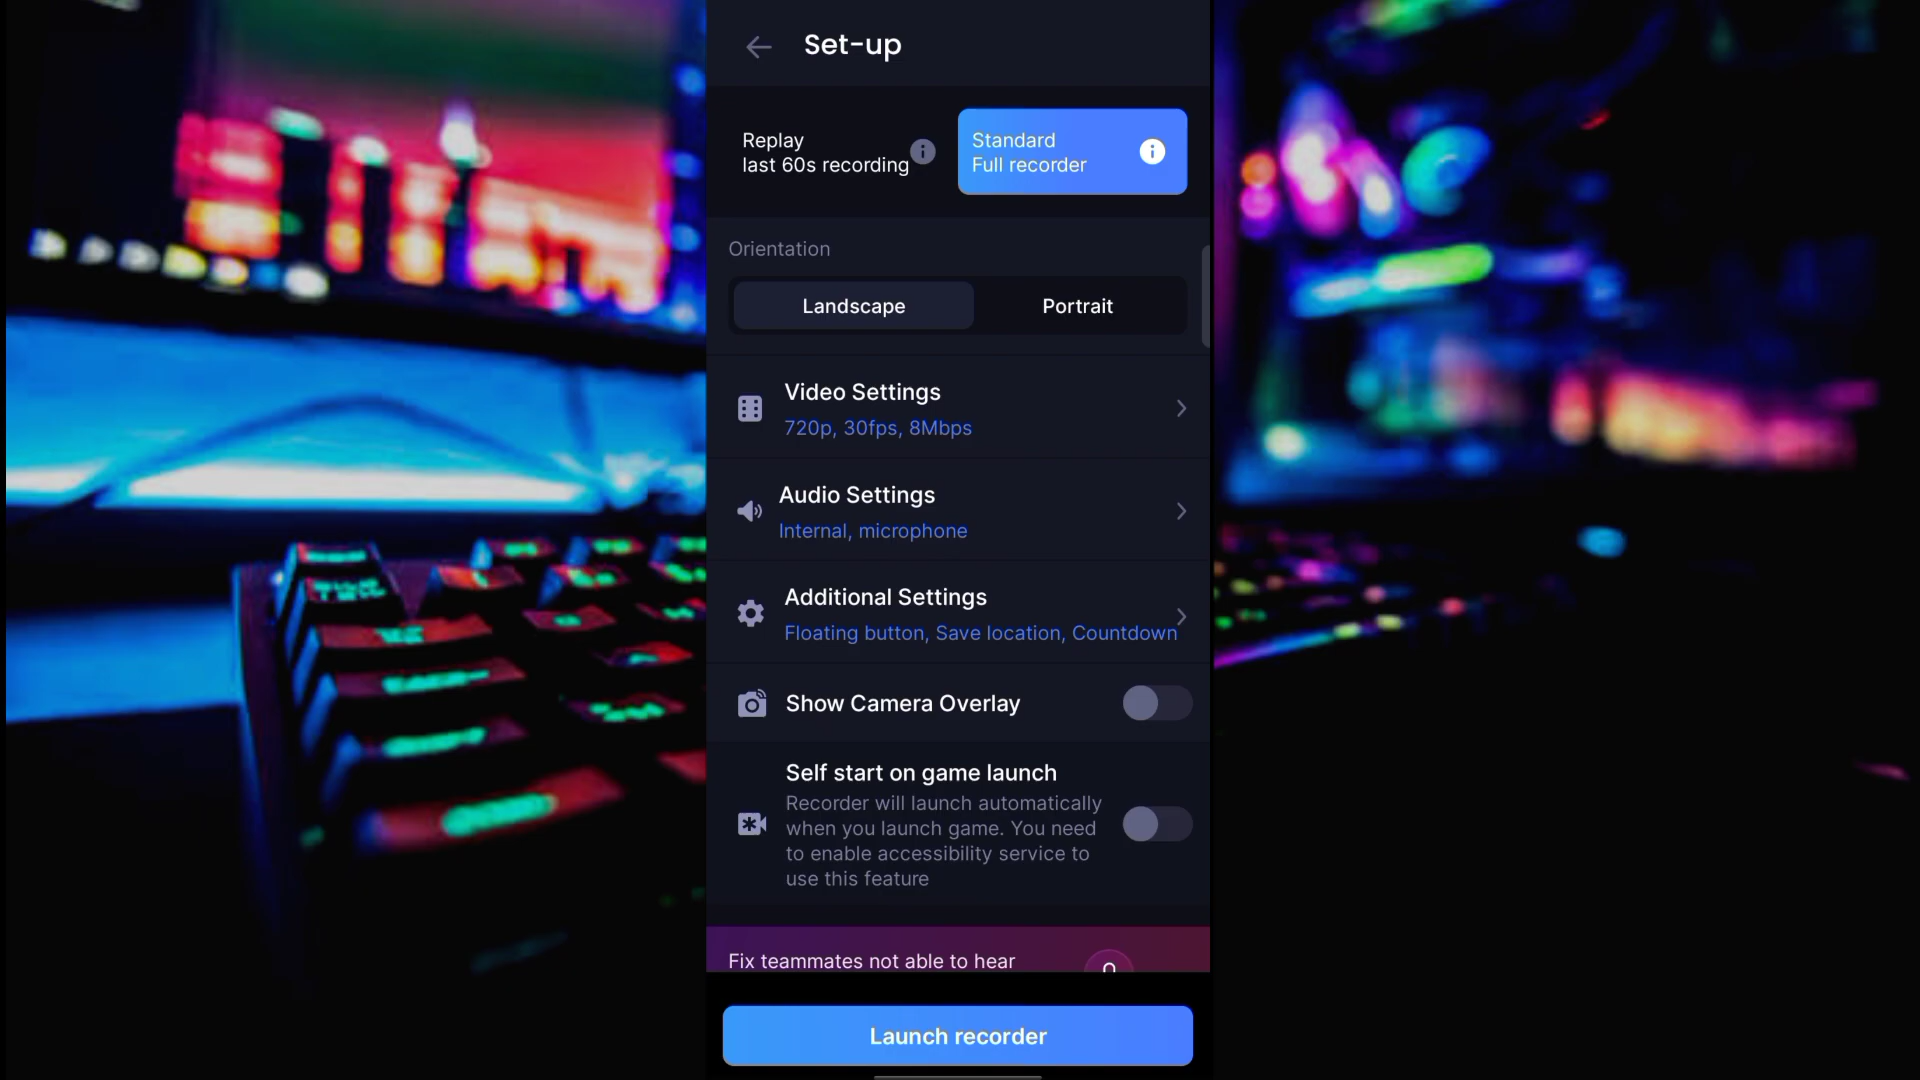 Set-up
Replay
last 60s recording
Standard
Full recorder
Orientation
Landscape
Portrait
Video Settings
720p, 30fps, 8Mbps
Audio Settings
Internal, microphone
Additional Settings
Floating button, Save location, Countdown
Show Camera Overlay
Self start on game launch
Recorder will launch automatically
when you launch game. You need
to enable accessibility service to
use this feature
Fix teammates not able to hear
Launch recorder